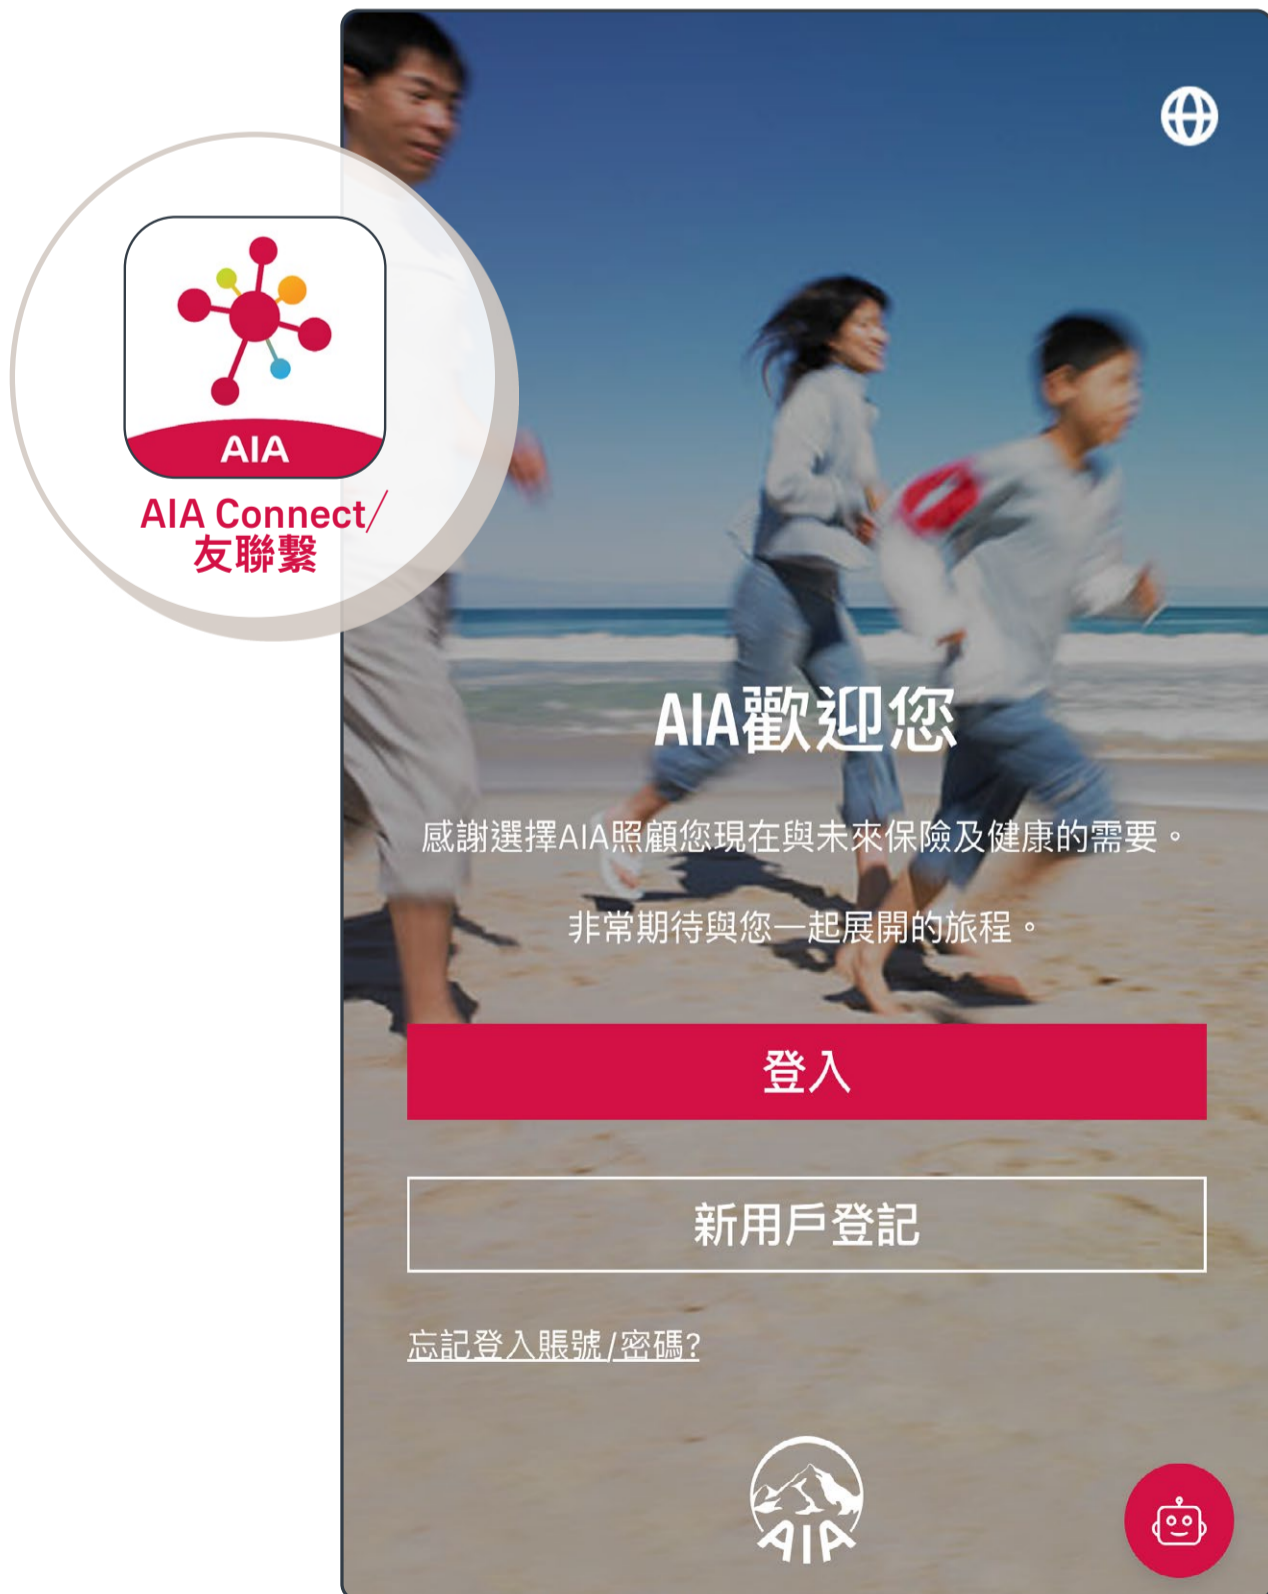 AIA
AIA Connect/
友聯繫
AIA歡迎您
感謝選擇AIA照顧您現在與未來保險及健康的需要。
非常期待與您一起展開的旅程。
登入
新用戶登記
忘記登入賬號/密碼?
AIA